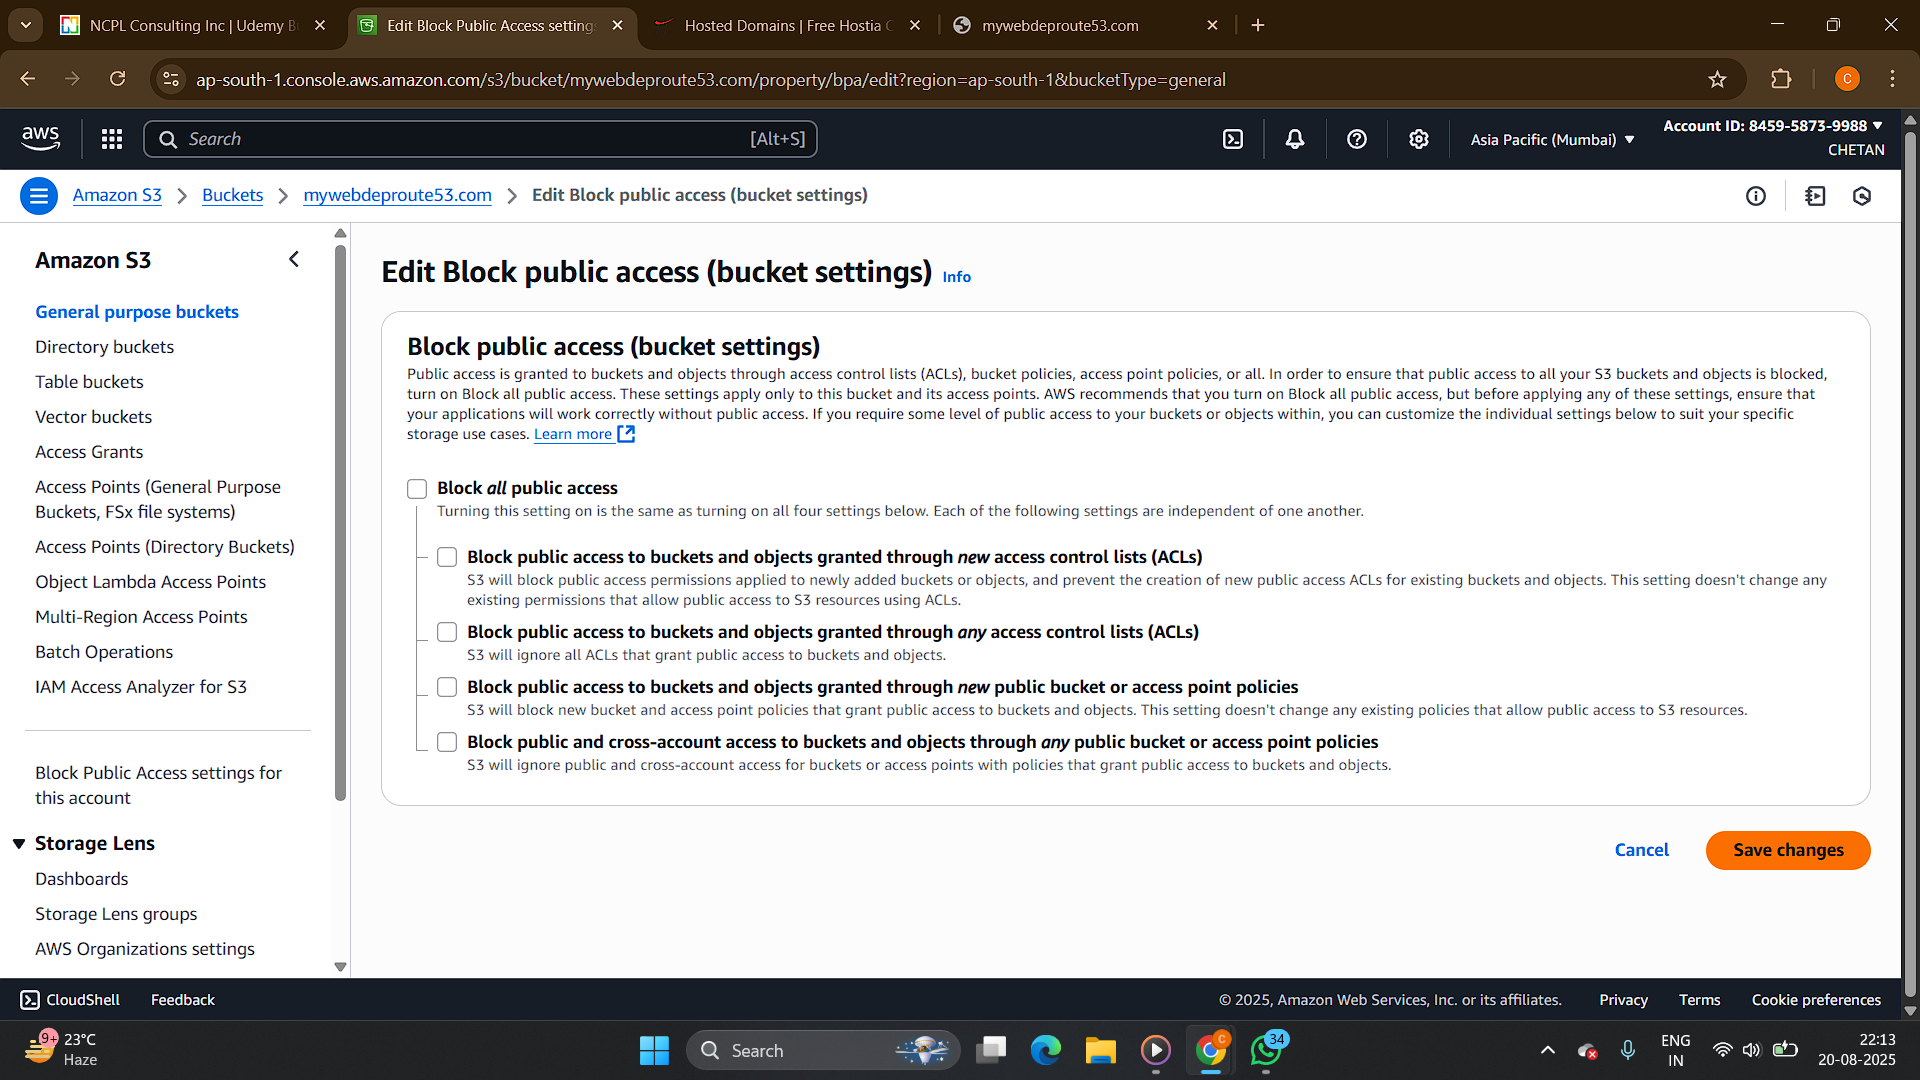 NCPL Consulting Inc | Udemy B
Edit Block Public Access setting
Hosted Domains | Free Hostia C
mywebdeproute53.com
ap-south-1.console.aws.amazon.com/s3/bucket/mywebdeproute53.com/property/bpa/edit?region=ap-south-1&bucketType=general
C
aws
Search
[Alt+S]
Asia Pacific (Mumbai)
Account ID: 8459-5873-9988
CHETAN
Amazon S3
Buckets
mywebdeproute53.com
Edit Block public access (bucket settings)
Amazon S3
General purpose buckets
Directory buckets
Table buckets
Vector buckets
Access Grants
Access Points (General Purpose
Buckets, FSx file systems)
Access Points (Directory Buckets)
Object Lambda Access Points
Multi-Region Access Points
Batch Operations
IAM Access Analyzer for S3
Block Public Access settings for
this account
Storage Lens
Dashboards
Storage Lens groups
AWS Organizations settings
Edit Block public access (bucket settings) Info
Block public access (bucket settings)
Public access is granted to buckets and objects through access control lists (ACLs), bucket policies, access point policies, or all. In order to ensure that public access to all your S3 buckets and objects is blocked,
turn on Block all public access. These settings apply only to this bucket and its access points. AWS recommends that you turn on Block all public access, but before applying any of these settings, ensure that
your applications will work correctly without public access. If you require some level of public access to your buckets or objects within, you can customize the individual settings below to suit your specific
storage use cases. Learn more
Block all public access
Turning this setting on is the same as turning on all four settings below. Each of the following settings are independent of one another.
Block public access to buckets and objects granted through new access control lists (ACLs)
S3 will block public access permissions applied to newly added buckets or objects, and prevent the creation of new public access ACLs for existing buckets and objects. This setting doesn't change any
existing permissions that allow public access to S3 resources using ACLs.
Block public access to buckets and objects granted through any access control lists (ACLs)
S3 will ignore all ACLs that grant public access to buckets and objects.
Block public access to buckets and objects granted through new public bucket or access point policies
S3 will block new bucket and access point policies that grant public access to buckets and objects. This setting doesn't change any existing policies that allow public access to S3 resources.
Block public and cross-account access to buckets and objects through any public bucket or access point policies
S3 will ignore public and cross-account access for buckets or access points with policies that grant public access to buckets and objects.
Cancel
Save changes
CloudShell
Feedback
© 2025, Amazon Web Services, Inc. or its affiliates.
Privacy
Terms
Cookie preferences
9+
23°C
Haze
Search
C
34
ENG
IN
22:13
20-08-2025